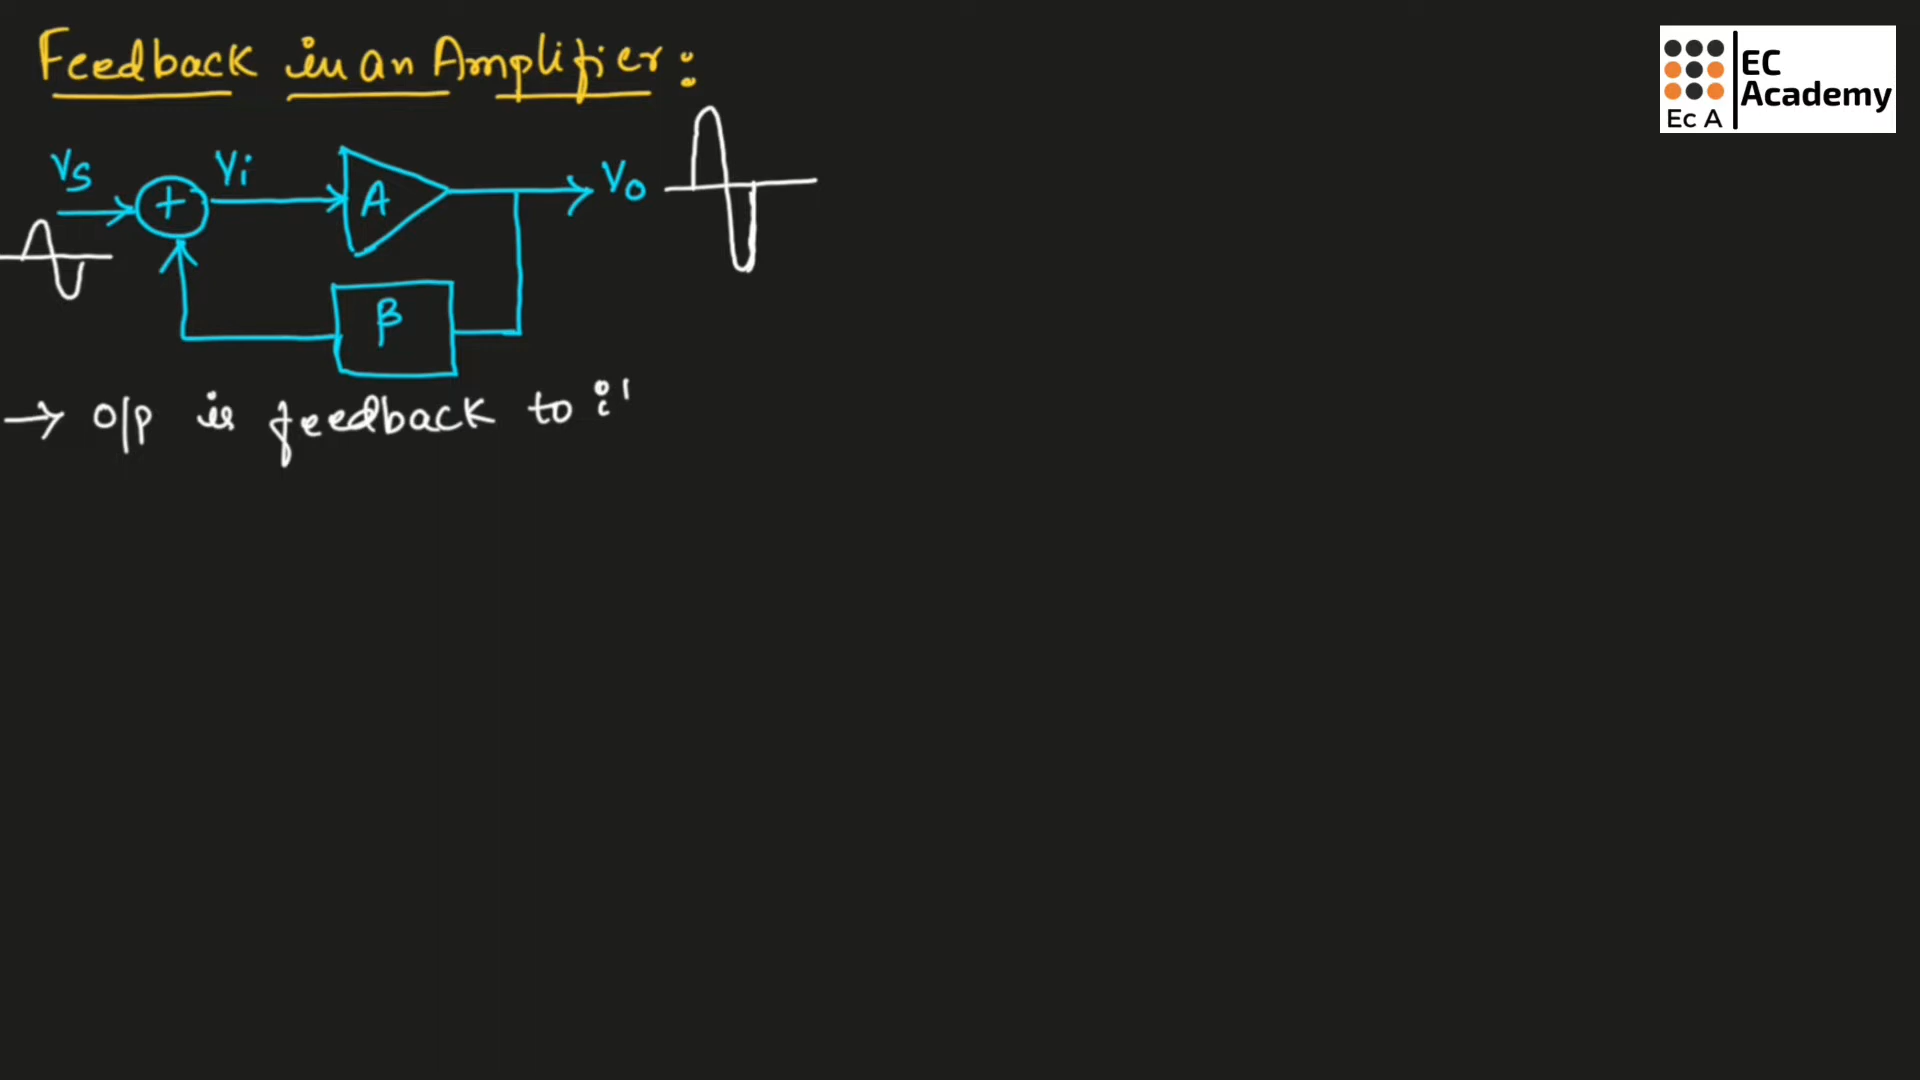 Feedback in an Amplifier:
EC
Academy
Ec A
Vs
+
Vi
A
Vo
β
→ o/p is feedback to